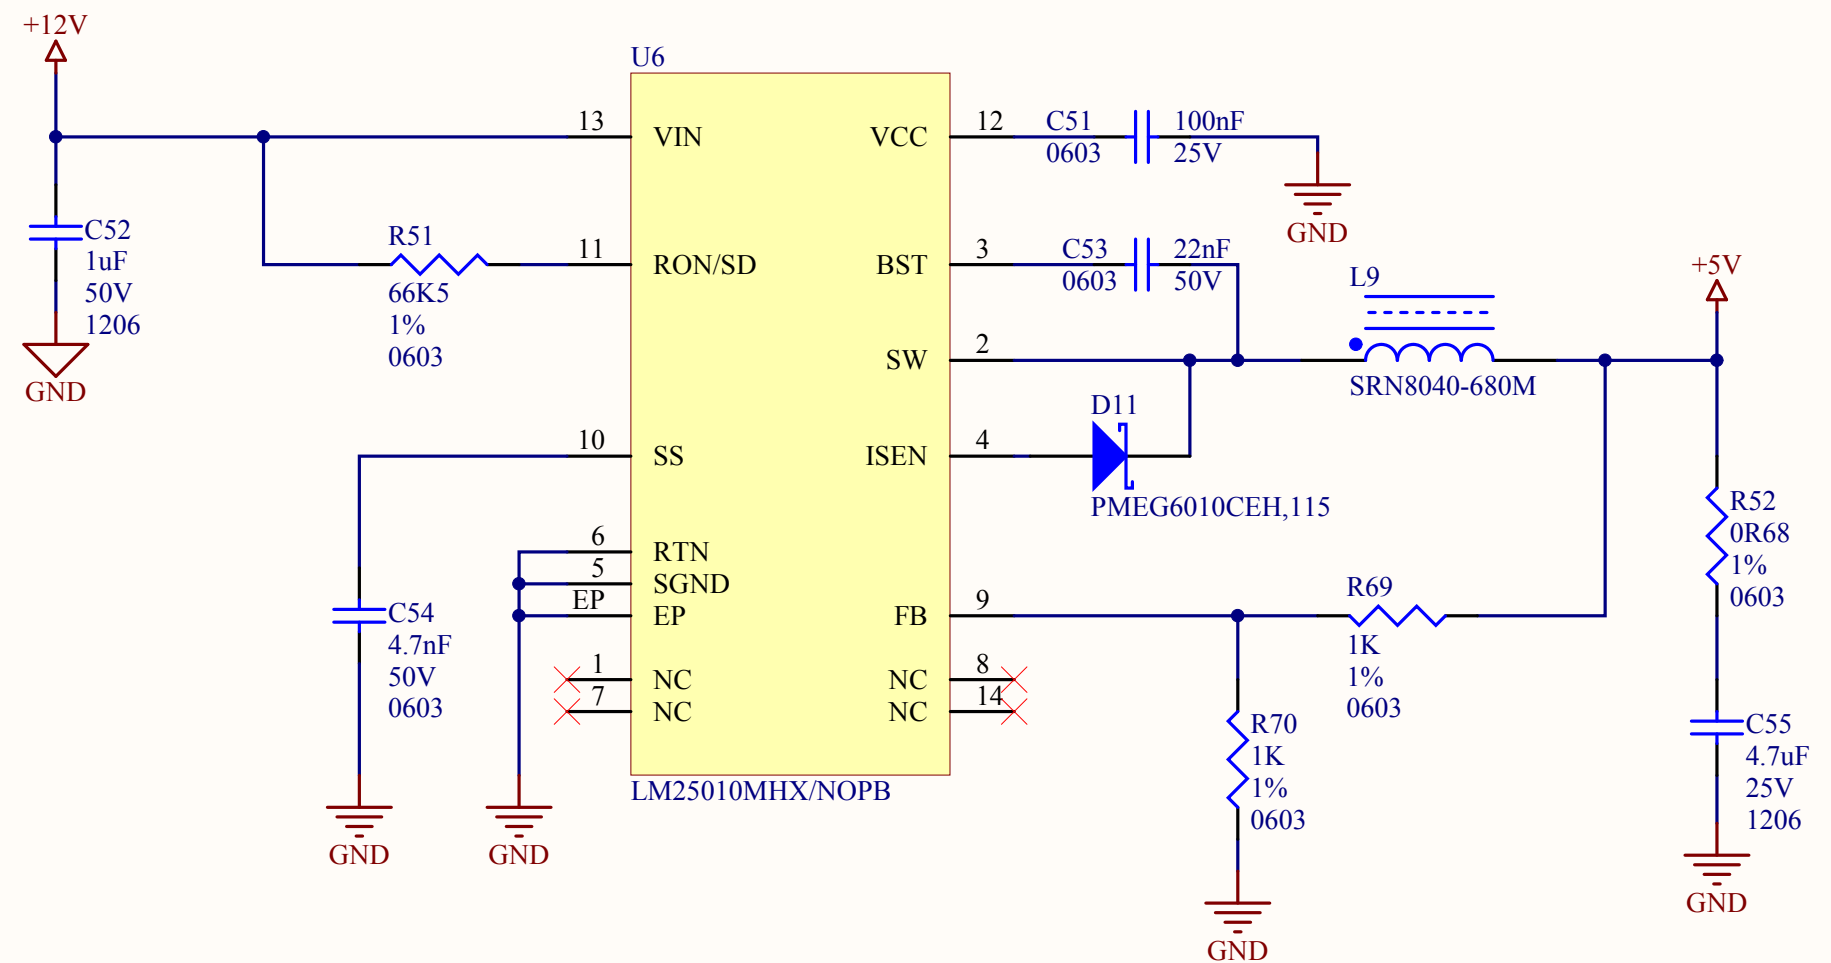 +12V
U6
13
VIN
VCC
12
C51
0603
100nF
25V
GND
C52
1uF
50V
1206
GND
R51
66K5
1%
0603
11
RON/SD
BST
3
C53
0603
22nF
50V
SW
2
L9
SRN8040-680M
+5V
10
SS
ISEN
4
D11
PMEG6010CEH,115
C54
4.7nF
50V
0603
GND
6
RTN
5
SGND
EP
EP
GND
1
NC
7
NC
FB
9
8
NC
14
NC
LM25010MHX/NOPB
R69
1K
1%
0603
R70
1K
1%
0603
GND
R52
0R68
1%
0603
C55
4.7uF
25V
1206
GND